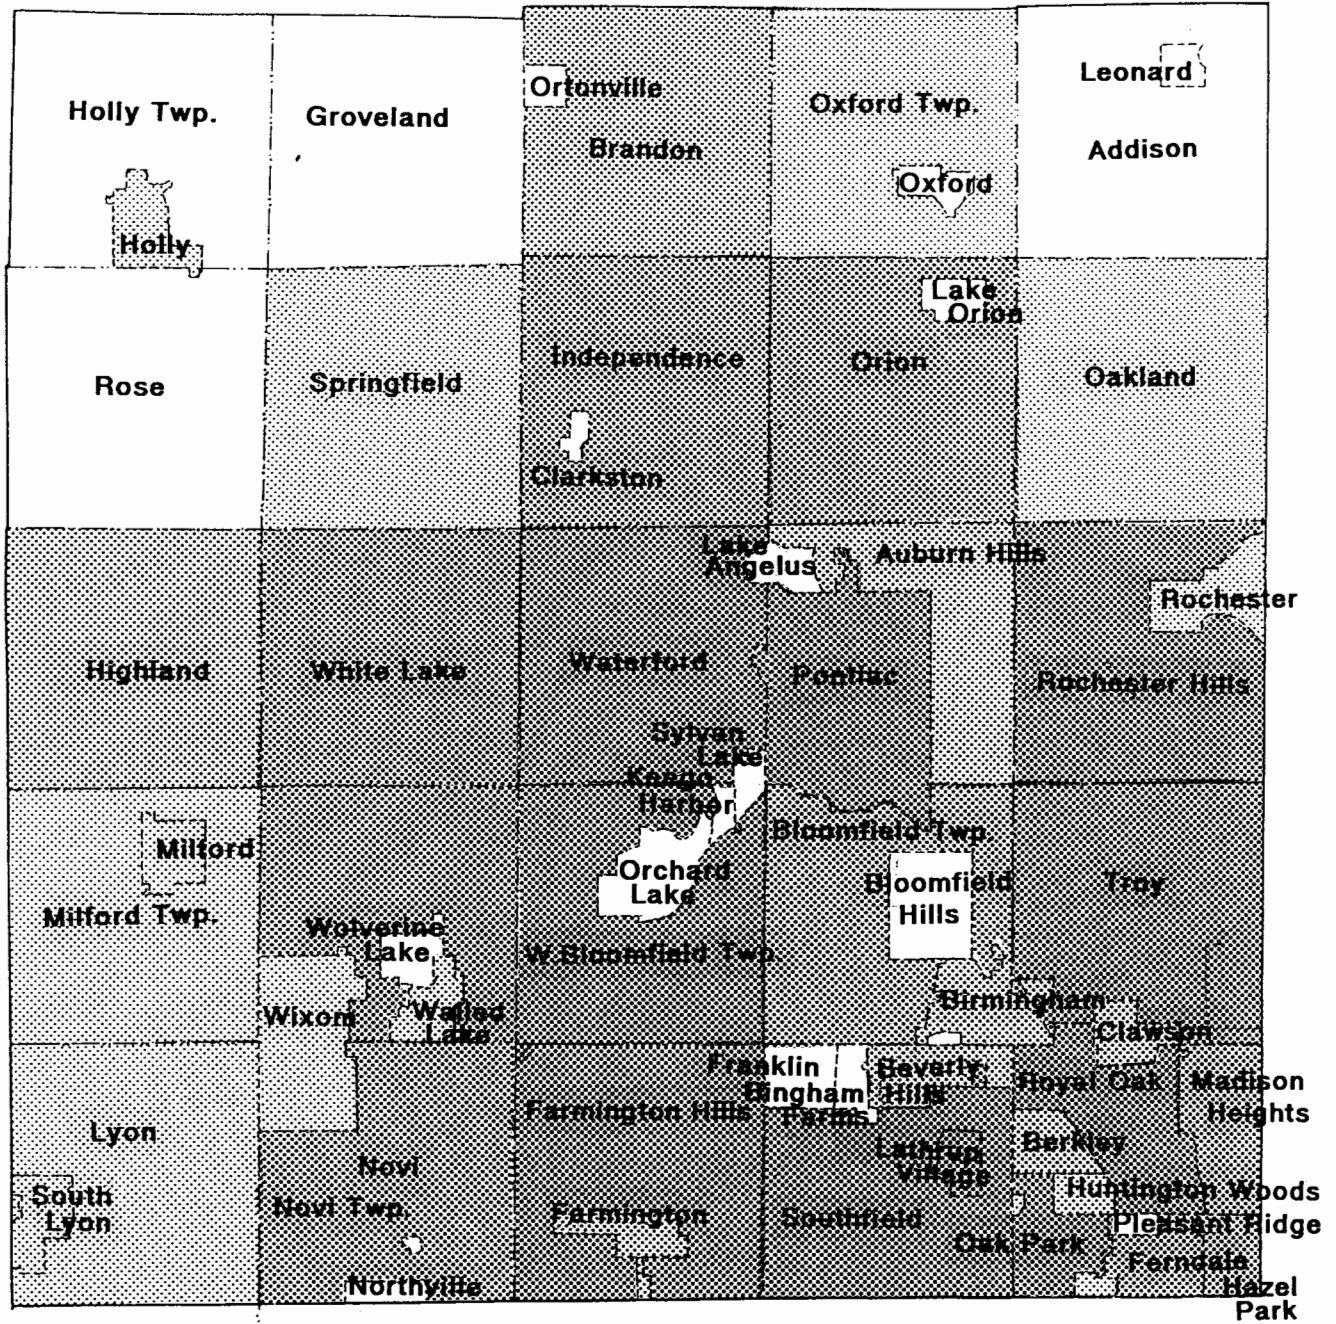 Holly Twp.
Groveland
Ortonville
Brandon
Oxford Twp.
Oxford
Leonard
Addison
Holly
Rose
Springfield
Independence
Clarkston
Lake
Orion
Orion
Oakland
Highland
White Lake
Waterford
Lake
Angelus
Auburn Hills
Pontiac
Rochester
Rochester Hills
Sylvan
Lake
Keego
Harbor
Orchard
Lake
W.Bloomfield Twp.
Bloomfield Twp.
Bloomfield
Hills
Troy
Milford
Milford Twp.
Wolverine
Lake
Wixom
Walled
Lake
Birmingham
Clawson
Lyon
South
Lyon
Novi
Novi Twp.
Northville
Farmington Hills
Farmington
Franklin
Bingham
Farms
Beverly
Hills
Lathrup
Village
Southfield
Royal Oak
Madison
Heights
Berkley
Huntington Woods
Pleasant Ridge
Oak Park
Ferndale
Hazel
Park